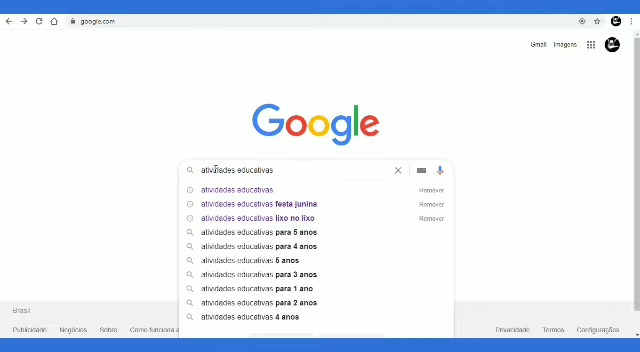 google.com
Gmail Imagens
Google
atividades educativas
atividades educativas Remover
atividades educativas festa junina Remover
atividades educativas lixo no lixo Remover
atividades educativas para 5 anos
atividades educativas para 4 anos
atividades educativas 5 anos
atividades educativas para 3 anos
atividades educativas para 1 ano
atividades educativas para 2 anos
atividades educativas 4 anos
Brasil
Publicidade Negócios Sobre Como funciona a Privacidade Termos Configurações